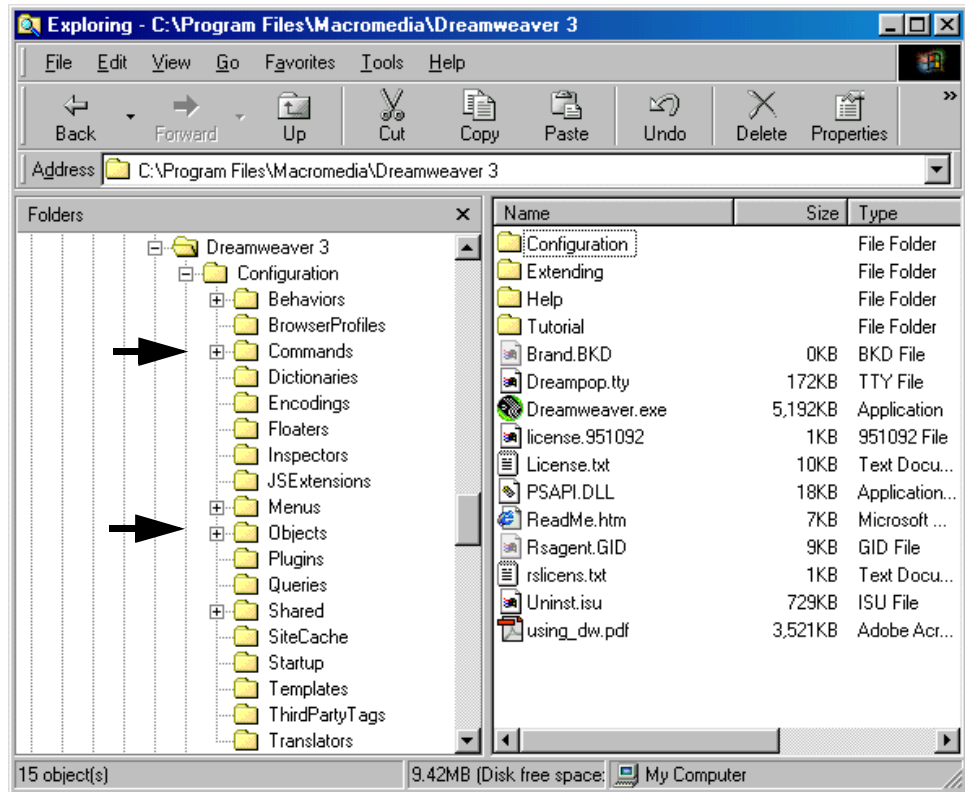 Exploring - C:\Program Files\Macromedia\Dreamweaver 3
File Edit View Go Favorites Tools Help
Back Forward Up Cut Copy Paste Undo Delete Properties »
Address C:\Program Files\Macromedia\Dreamweaver 3
Folders
Dreamweaver 3
Configuration
Behaviors
BrowserProfiles
Commands
Dictionaries
Encodings
Floaters
Inspectors
JSExtensions
Menus
Objects
Plugins
Queries
Shared
SiteCache
Startup
Templates
ThirdPartyTags
Translators
Name Size Type
Configuration File Folder
Extending File Folder
Help File Folder
Tutorial File Folder
Brand.BKD 0KB BKD File
Dreampop.tty 172KB TTY File
Dreamweaver.exe 5,192KB Application
license.951092 1KB 951092 File
License.txt 10KB Text Docu...
PSAPI.DLL 18KB Application...
ReadMe.htm 7KB Microsoft ...
Rsagent.GID 9KB GID File
rslicens.txt 1KB Text Docu...
Uninst.isu 729KB ISU File
using_dw.pdf 3,521KB Adobe Acr...
15 object(s) 9.42MB (Disk free space: My Computer